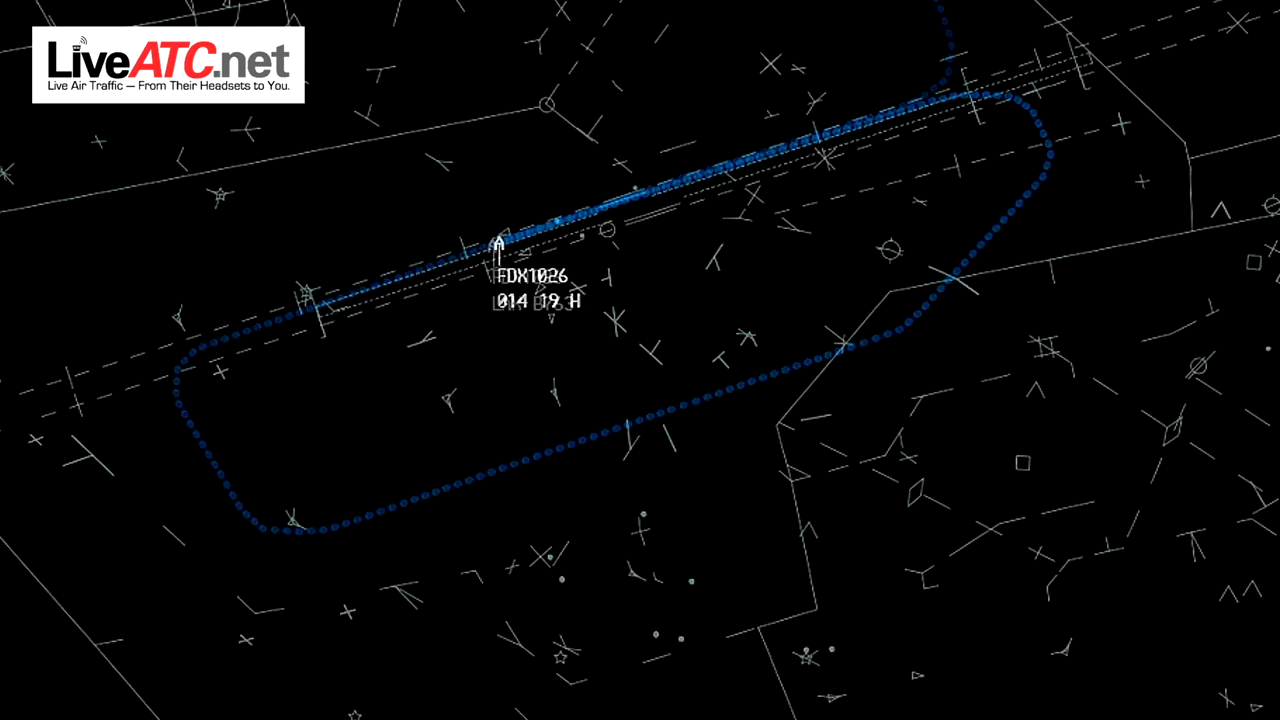 LiveATC.net
Live Air Traffic – From Their Headsets to You.
A
FDX1026
014 19 H